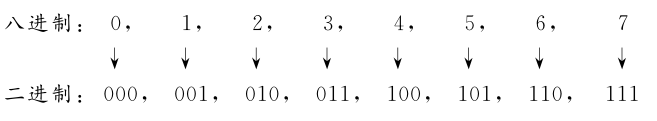 八进制：0， 1， 2， 3， 4， 5， 6， 7
↓ ↓ ↓ ↓ ↓ ↓ ↓ ↓
二进制：000， 001， 010， 011， 100， 101， 110， 111